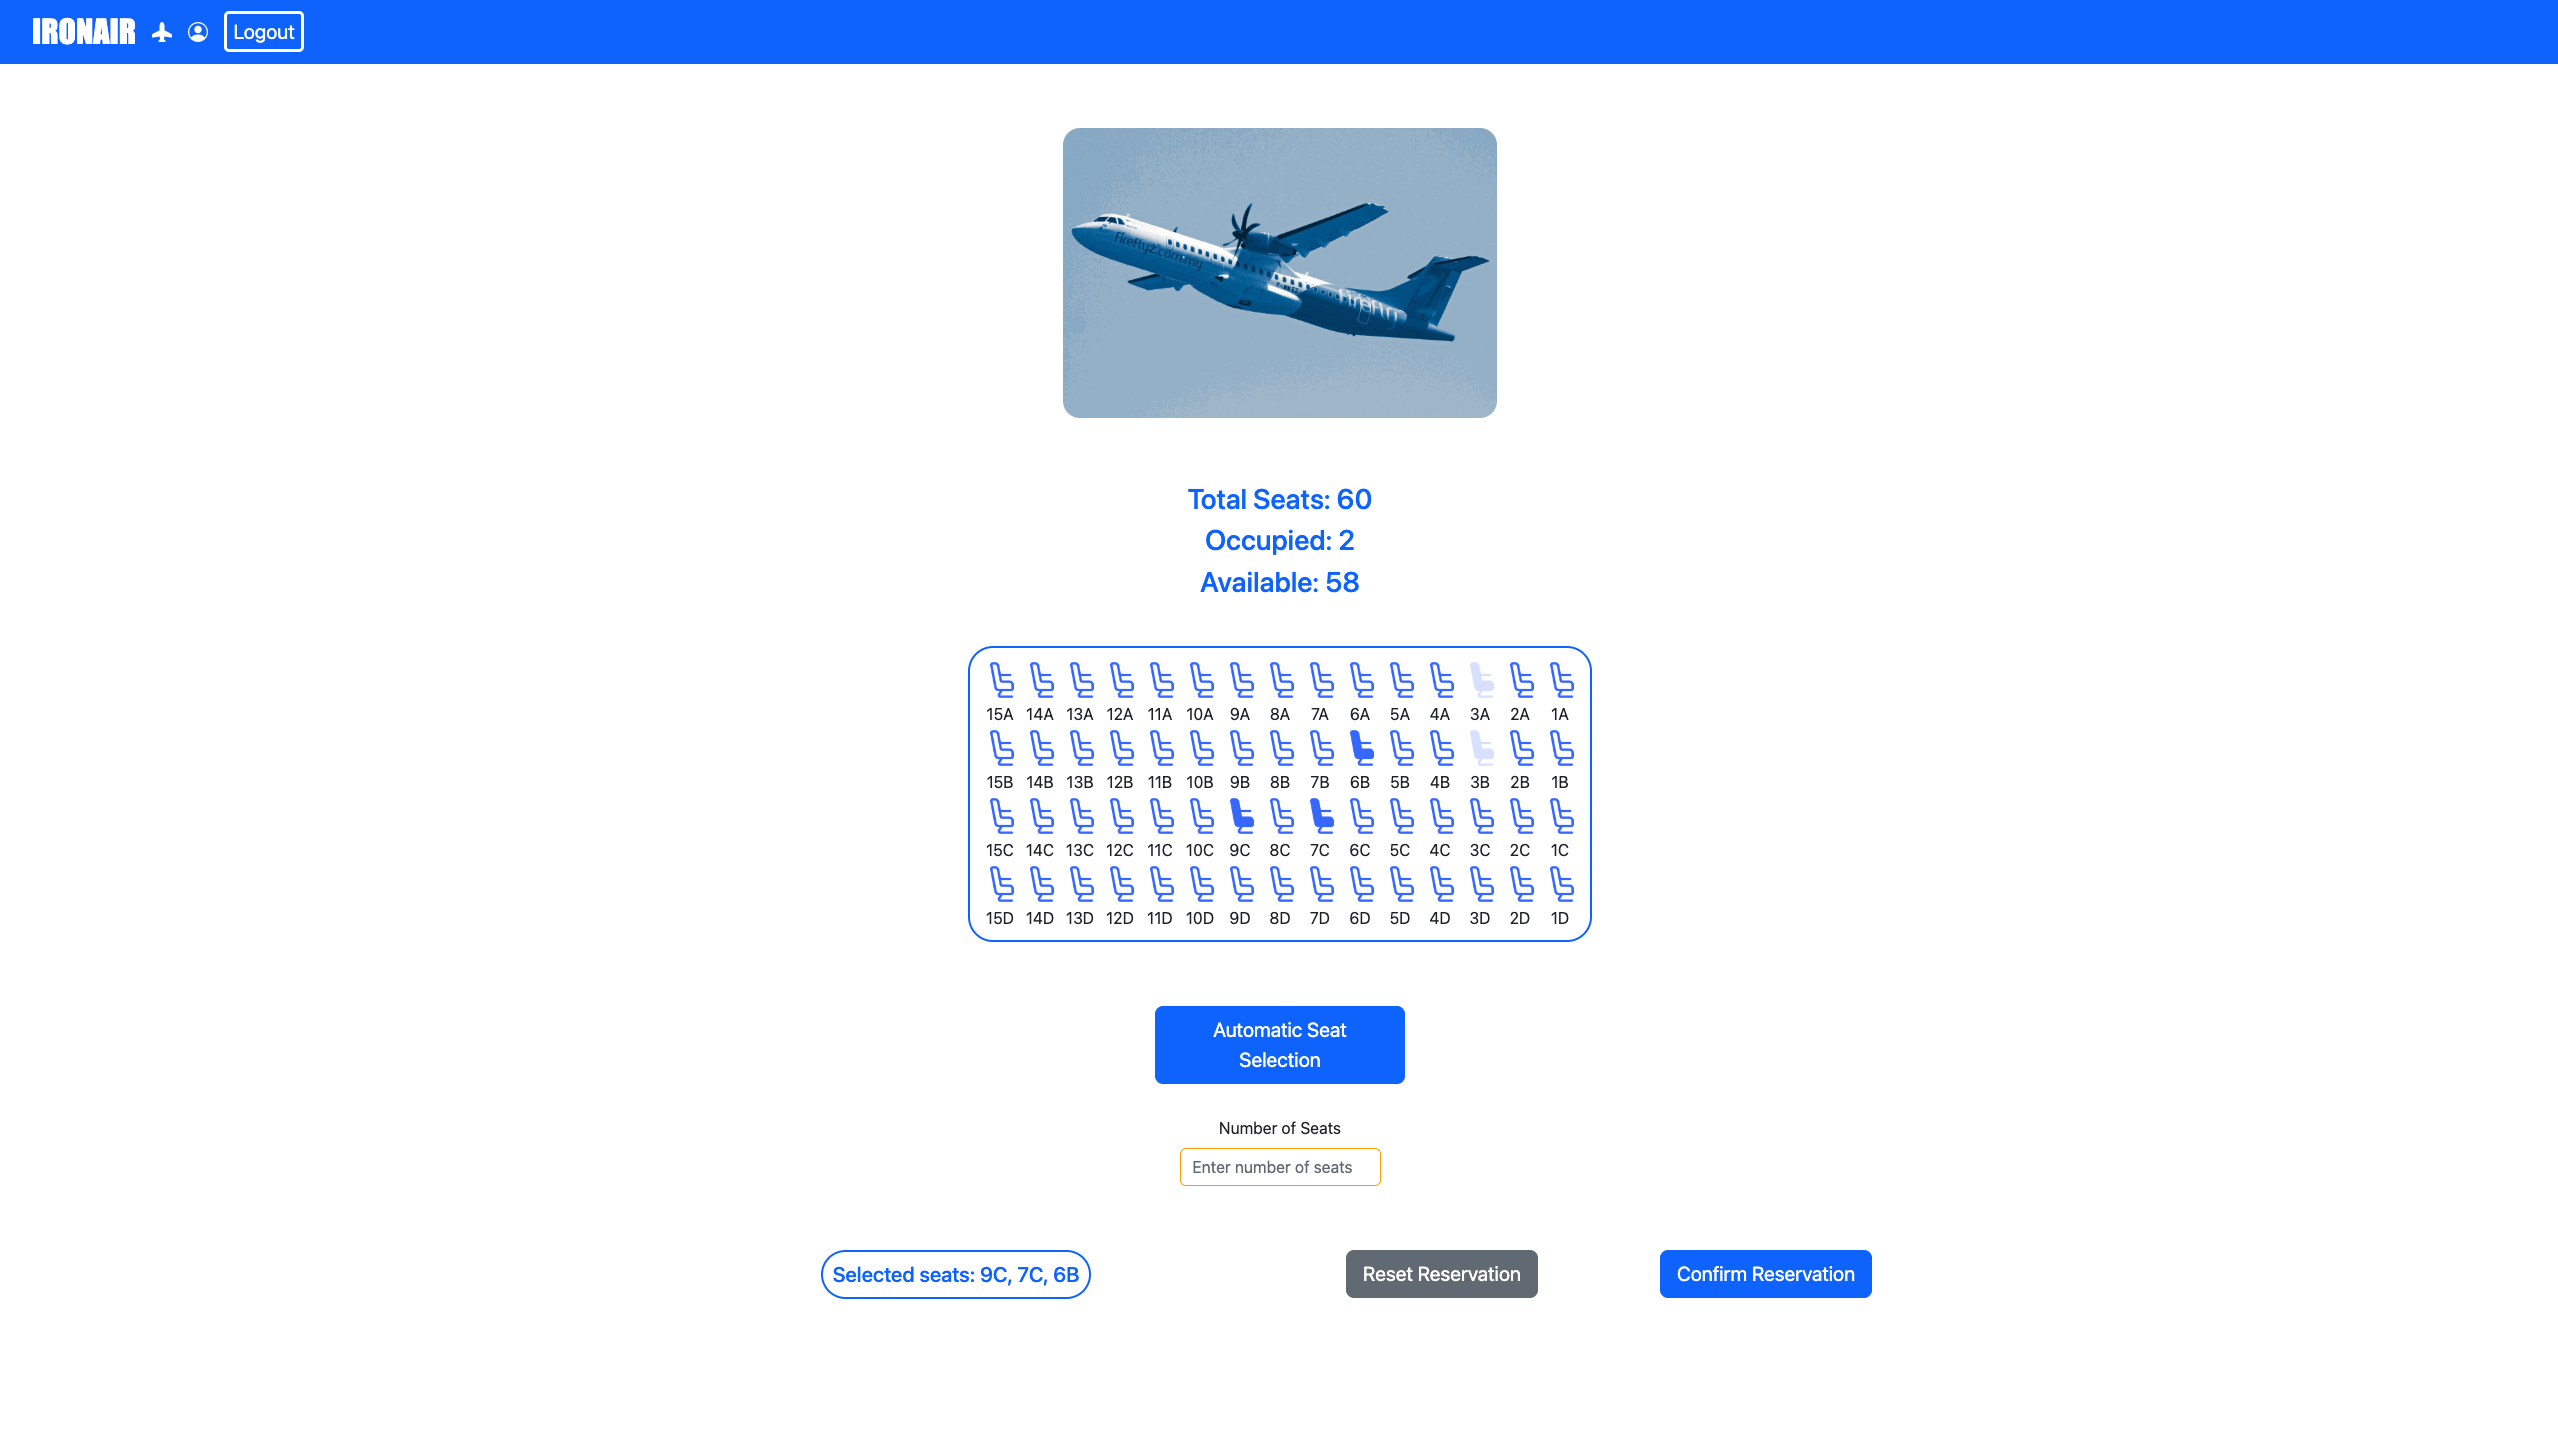 IRONAIR Logout
fireflyz.com.my
firefly
Total Seats: 60
Occupied: 2
Available: 58
15A 14A 13A 12A 11A 10A 9A 8A 7A 6A 5A 4A 3A 2A 1A
15B 14B 13B 12B 11B 10B 9B 8B 7B 6B 5B 4B 3B 2B 1B
15C 14C 13C 12C 11C 10C 9C 8C 7C 6C 5C 4C 3C 2C 1C
15D 14D 13D 12D 11D 10D 9D 8D 7D 6D 5D 4D 3D 2D 1D
Automatic Seat
Selection
Number of Seats
Enter number of seats
Selected seats: 9C, 7C, 6B Reset Reservation Confirm Reservation